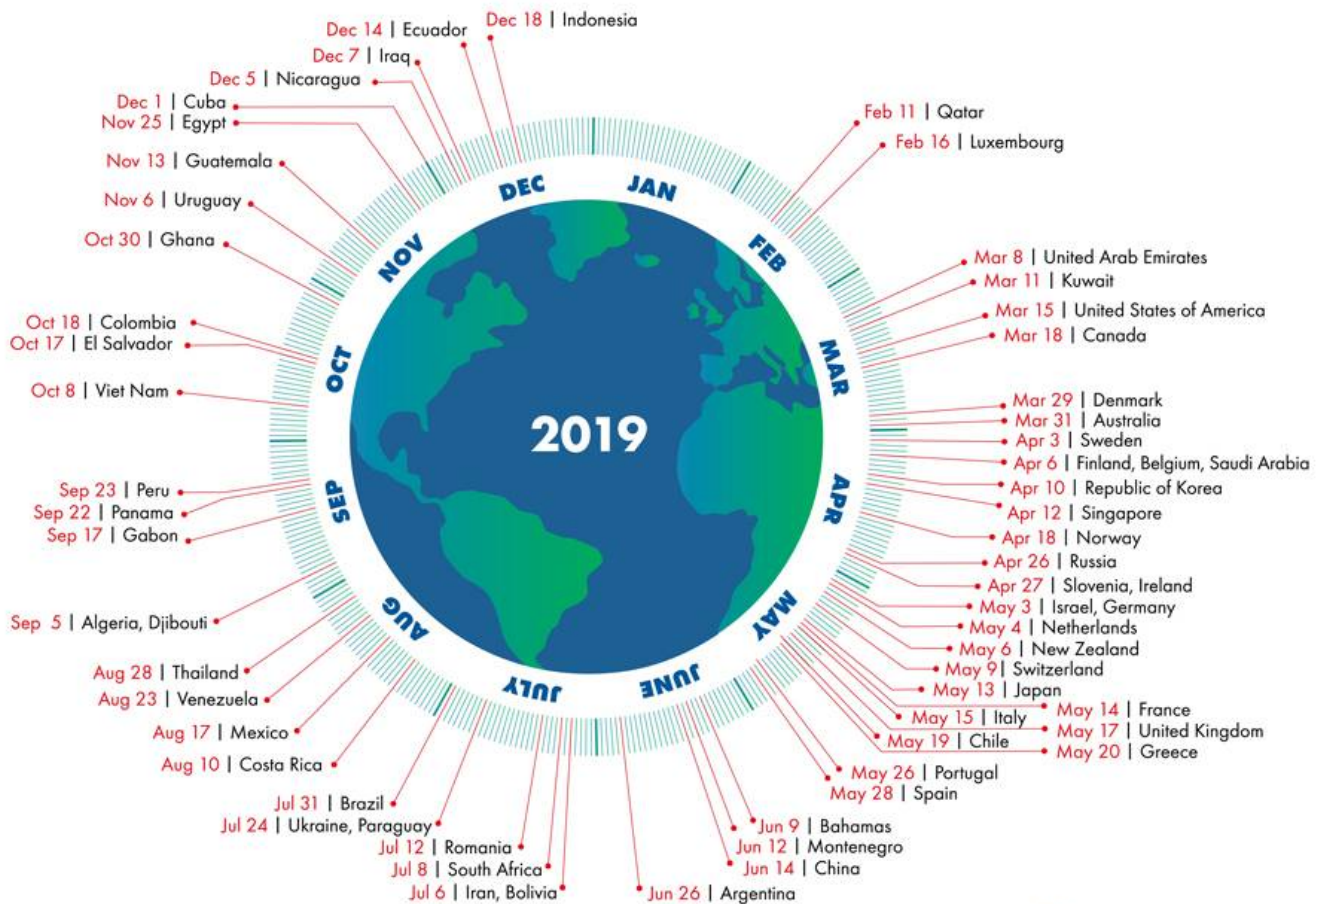 Dec 18 | Indonesia
Dec 14 | Ecuador
Dec 7 | Iraq
Dec 5 | Nicaragua
Dec 1 | Cuba
Nov 25 | Egypt
Nov 13 | Guatemala
Nov 6 | Uruguay
Oct 30 | Ghana
Oct 18 | Colombia
Oct 17 | El Salvador
Oct 8 | Viet Nam
Sep 23 | Peru
Sep 22 | Panama
Sep 17 | Gabon
Sep 5 | Algeria, Djibouti
Aug 28 | Thailand
Aug 23 | Venezuela
Aug 17 | Mexico
Aug 10 | Costa Rica
Jul 31 | Brazil
Jul 24 | Ukraine, Paraguay
Jul 12 | Romania
Jul 8 | South Africa
Jul 6 | Iran, Bolivia
Feb 11 | Qatar
Feb 16 | Luxembourg
Mar 8 | United Arab Emirates
Mar 11 | Kuwait
Mar 15 | United States of America
Mar 18 | Canada
Mar 29 | Denmark
Mar 31 | Australia
Apr 3 | Sweden
Apr 6 | Finland, Belgium, Saudi Arabia
Apr 10 | Republic of Korea
Apr 12 | Singapore
Apr 18 | Norway
Apr 26 | Russia
Apr 27 | Slovenia, Ireland
May 3 | Israel, Germany
May 4 | Netherlands
May 6 | New Zealand
May 9 | Switzerland
May 13 | Japan
May 14 | France
May 15 | Italy
May 17 | United Kingdom
May 19 | Chile
May 20 | Greece
May 26 | Portugal
May 28 | Spain
Jun 9 | Bahamas
Jun 12 | Montenegro
Jun 14 | China
Jun 26 | Argentina
JAN
FEB
MAR
APR
MAY
JUNE
JULY
AUG
SEP
OCT
NOV
DEC
2019